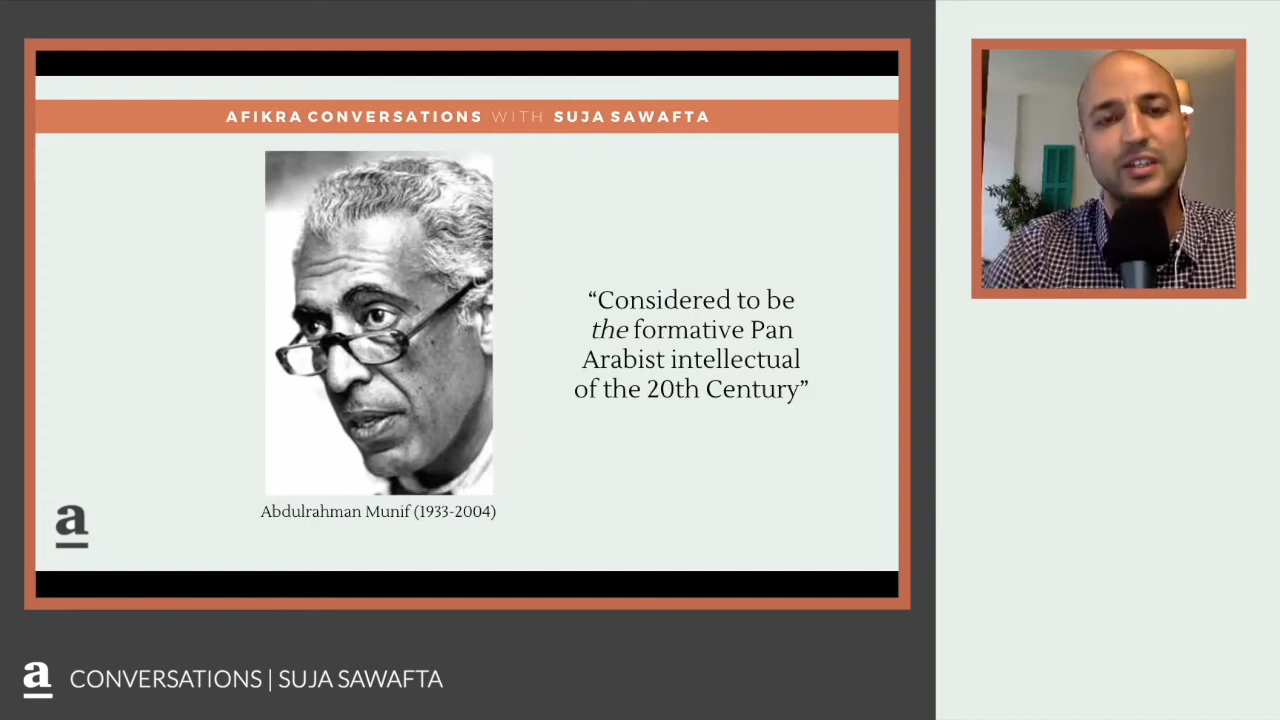 AFIKRA CONVERSATIONS WITH SUJA SAWAFTA
“Considered to be
the formative Pan
Arabist intellectual
of the 20th Century”
Abdulrahman Munif (1933-2004)
a
a CONVERSATIONS | SUJA SAWAFTA